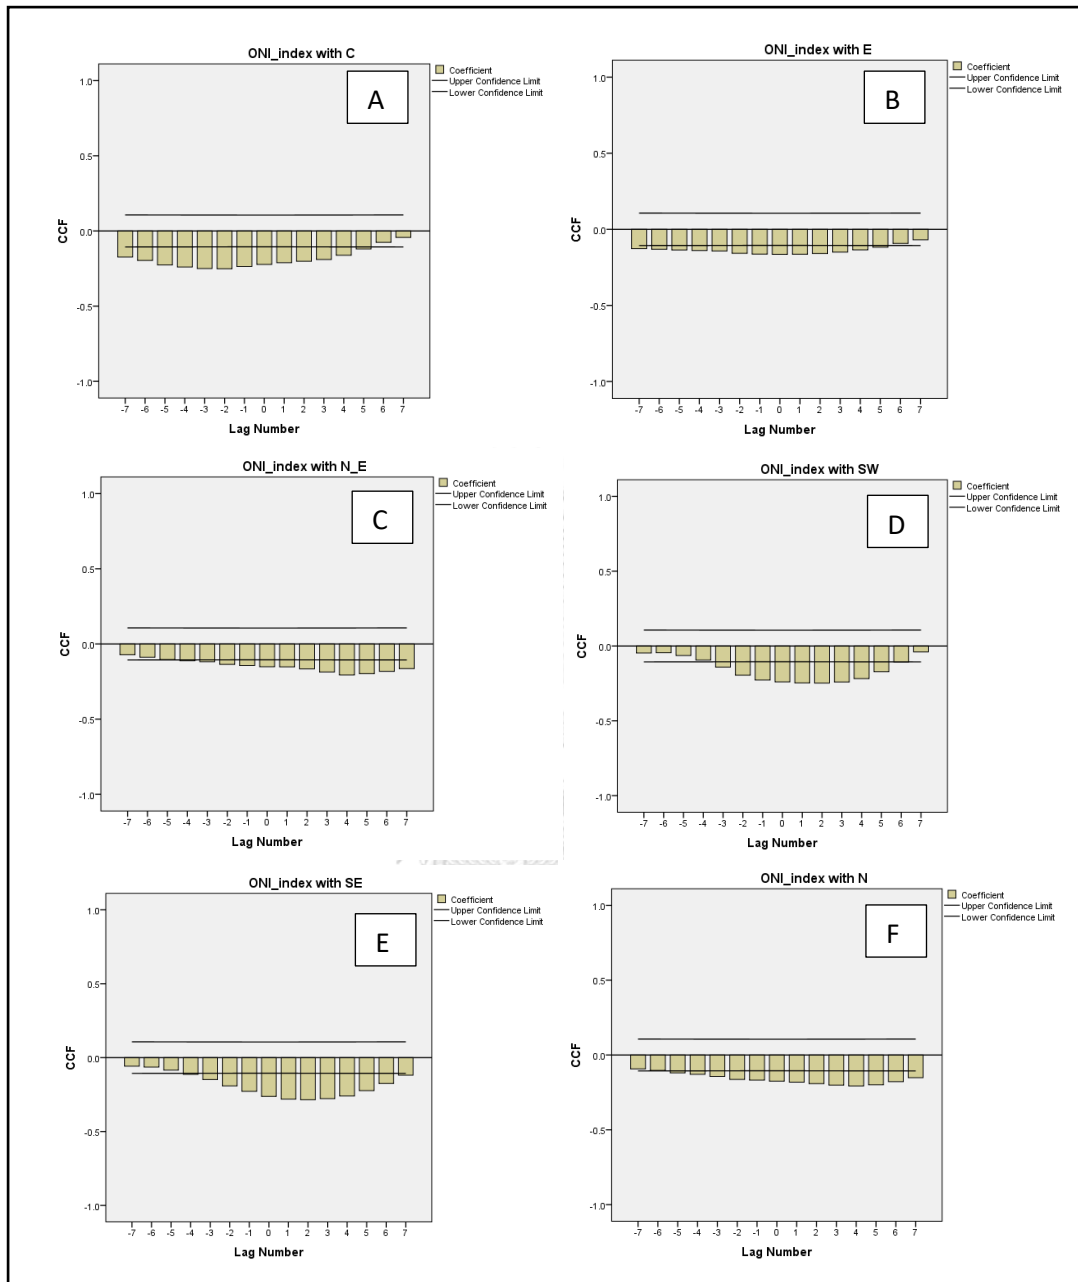 ONI_index with C
Coefficient
Upper Confidence Limit
Lower Confidence Limit
A
1.0
0.5
0.0
-0.5
-1.0
CCF
-7 -6 -5 -4 -3 -2 -1 0 1 2 3 4 5 6 7
Lag Number
ONI_index with E
Coefficient
Upper Confidence Limit
Lower Confidence Limit
B
1.0
0.5
0.0
-0.5
-1.0
CCF
-7 -6 -5 -4 -3 -2 -1 0 1 2 3 4 5 6 7
Lag Number
ONI_index with N_E
Coefficient
Upper Confidence Limit
Lower Confidence Limit
C
1.0
0.5
0.0
-0.5
-1.0
CCF
-7 -6 -5 -4 -3 -2 -1 0 1 2 3 4 5 6 7
Lag Number
ONI_index with SW
Coefficient
Upper Confidence Limit
Lower Confidence Limit
D
1.0
0.5
0.0
-0.5
-1.0
CCF
-7 -6 -5 -4 -3 -2 -1 0 1 2 3 4 5 6 7
Lag Number
ONI_index with SE
Coefficient
Upper Confidence Limit
Lower Confidence Limit
E
1.0
0.5
0.0
-0.5
-1.0
CCF
-7 -6 -5 -4 -3 -2 -1 0 1 2 3 4 5 6 7
Lag Number
ONI_index with N
Coefficient
Upper Confidence Limit
Lower Confidence Limit
F
1.0
0.5
0.0
-0.5
-1.0
CCF
-7 -6 -5 -4 -3 -2 -1 0 1 2 3 4 5 6 7
Lag Number